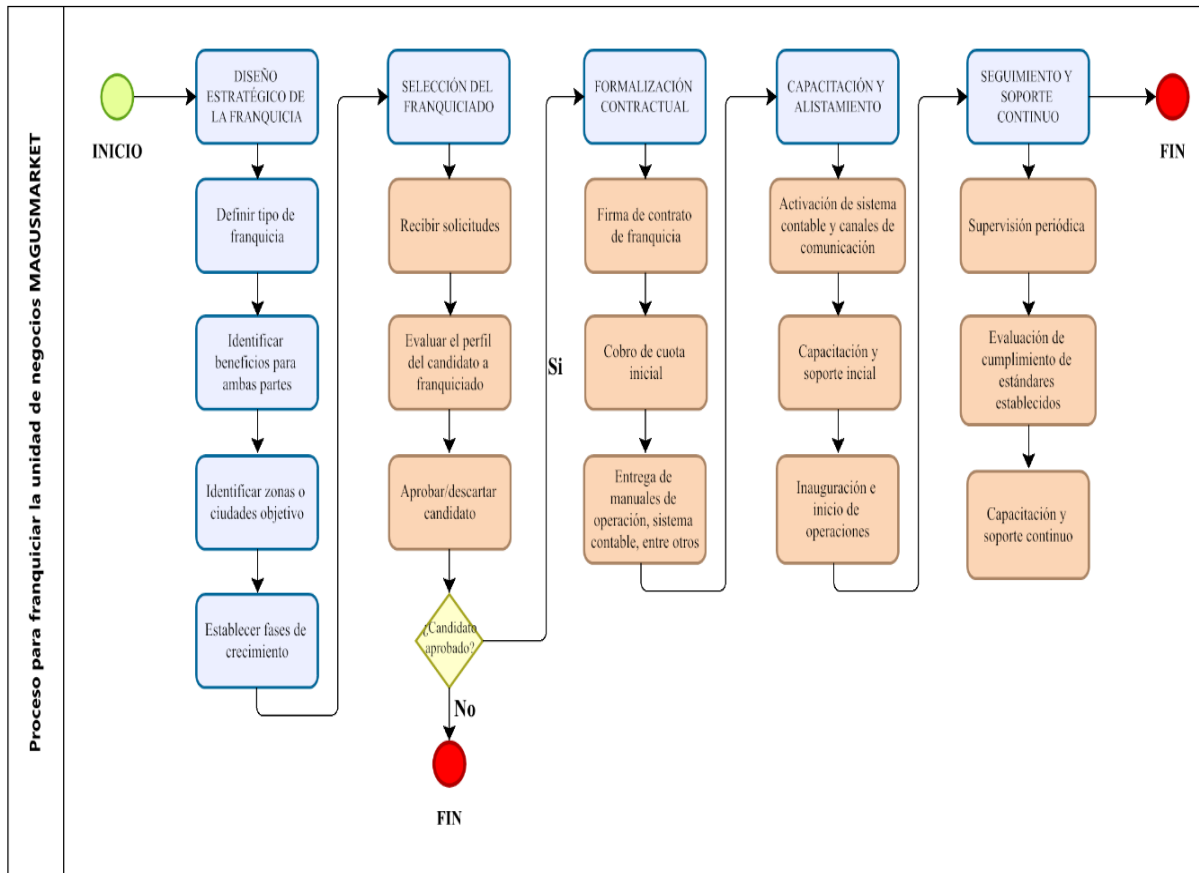 Proceso para franquiciar la unidad de negocios MAGUSMARKET
INICIO
DISEÑO
ESTRATÉGICO DE
LA FRANQUICIA
Definir tipo de
franquicia
Identificar
beneficios para
ambas partes
Identificar zonas o
ciudades objetivo
Establecer fases de
crecimiento
SELECCIÓN DEL
FRANQUICIADO
Recibir solicitudes
Evaluar el perfil
del candidato a
franquiciado
Aprobar/descartar
candidato
¿Candidato
aprobado?
No
FIN
Si
FORMALIZACIÓN
CONTRACTUAL
Firma de contrato
de franquicia
Cobro de cuota
inicial
Entrega de
manuales de
operación, sistema
contable, entre otros
CAPACITACIÓN Y
ALISTAMIENTO
Activación de sistema
contable y canales de
comunicación
Capacitación y
soporte incial
Inauguración e
inicio de
operaciones
SEGUIMIENTO Y
SOPORTE
CONTINUO
Supervisión periódica
Evaluación de
cumplimiento de
estándares
establecidos
Capacitación y
soporte continuo
FIN